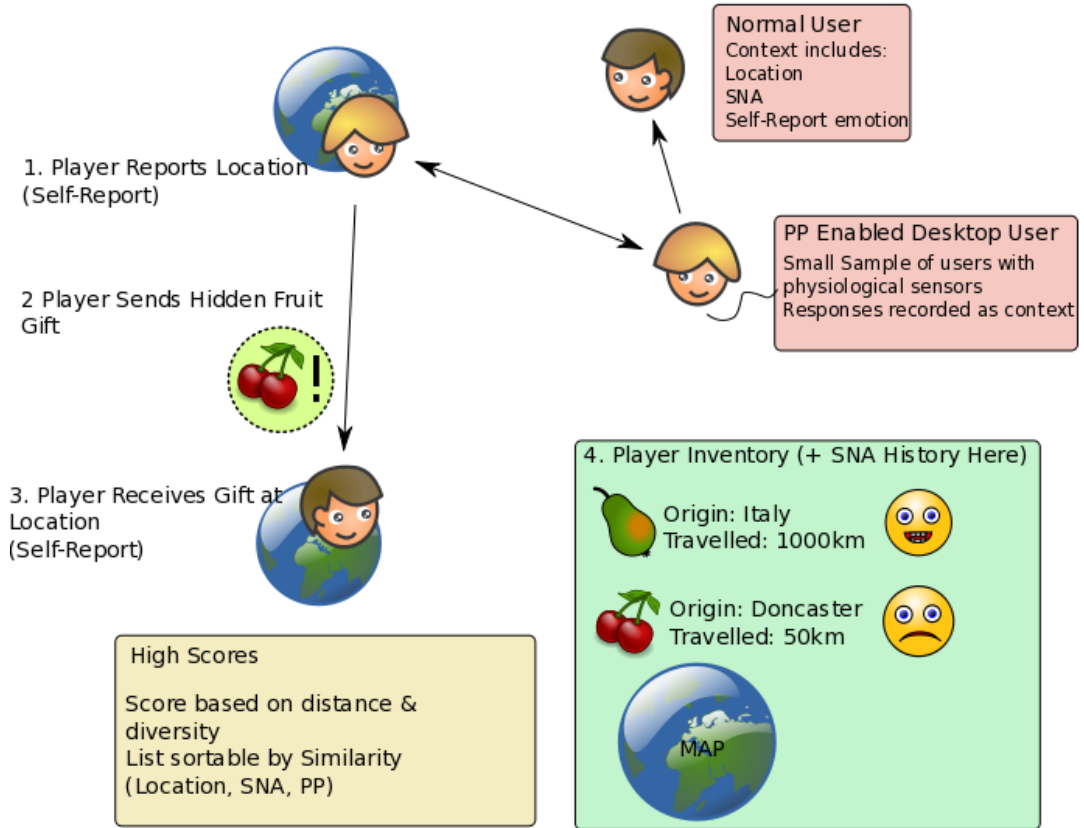 Normal User
Context includes:
Location
SNA
Self-Report emotion
1. Player Reports Location
(Self-Report)
PP Enabled Desktop User
Small Sample of users with
physiological sensors
Responses recorded as context
2 Player Sends Hidden Fruit
Gift
!
3. Player Receives Gift at
Location
(Self-Report)
4. Player Inventory (+ SNA History Here)
Origin: Italy
Travelled: 1000km
Origin: Doncaster
Travelled: 50km
MAP
High Scores
Score based on distance &
diversity
List sortable by Similarity
(Location, SNA, PP)